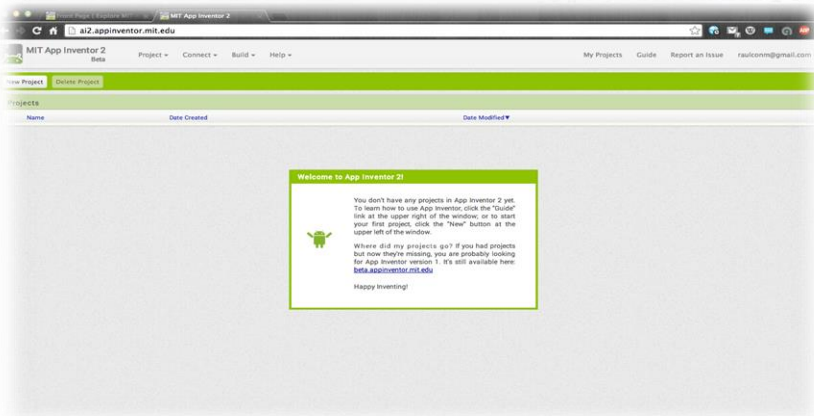 Front Page | Explore MIT
MIT App Inventor 2
ai2.appinventor.mit.edu
MIT App Inventor 2
Beta
Project
Connect
Build
Help
My Projects
Guide
Report an Issue
raulconm@gmail.com
New Project
Delete Project
Projects
Name
Date Created
Date Modified▼
Welcome to App Inventor 2!
You don't have any projects in App Inventor 2 yet.
To learn how to use App Inventor, click the "Guide"
link at the upper right of the window; or to start
your first project, click the "New" button at the
upper left of the window.
Where did my projects go? If you had projects
but now they're missing, you are probably looking
for App Inventor version 1. It's still available here:
beta.appinventor.mit.edu
Happy Inventing!